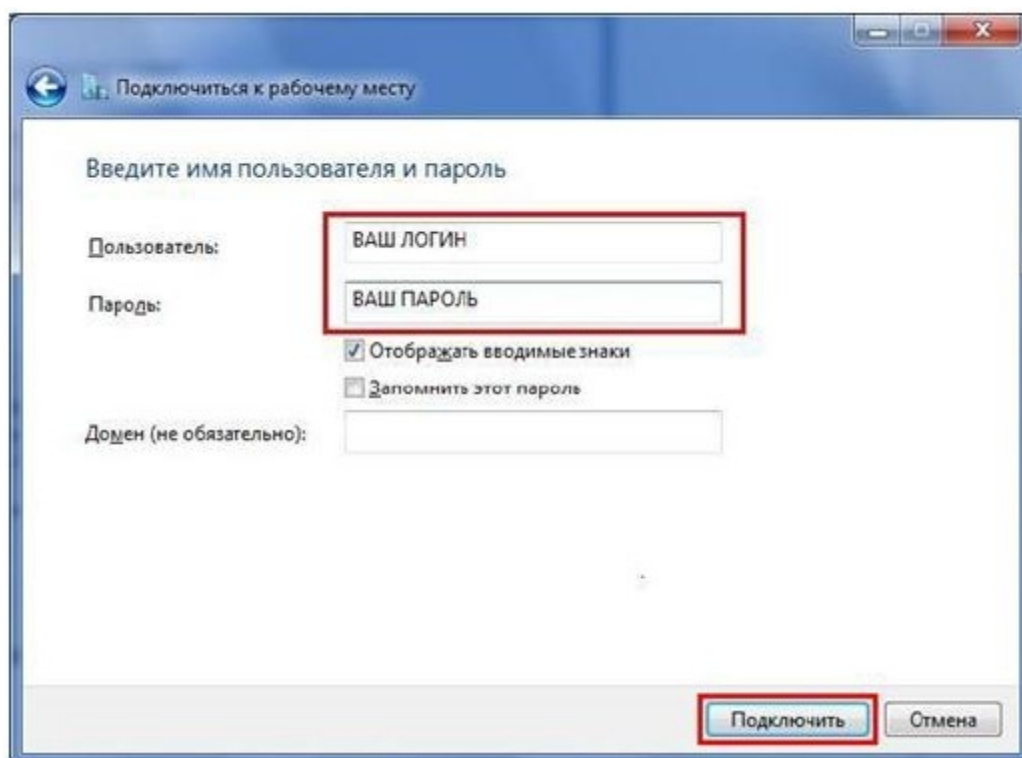 Подключиться к рабочему месту
Введите имя пользователя и пароль
Пользователь:
ВАШ ЛОГИН
Пароль:
ВАШ ПАРОЛЬ
Отображать вводимые знаки
Запомнить этот пароль
Домен (не обязательно):
Подключить
Отмена